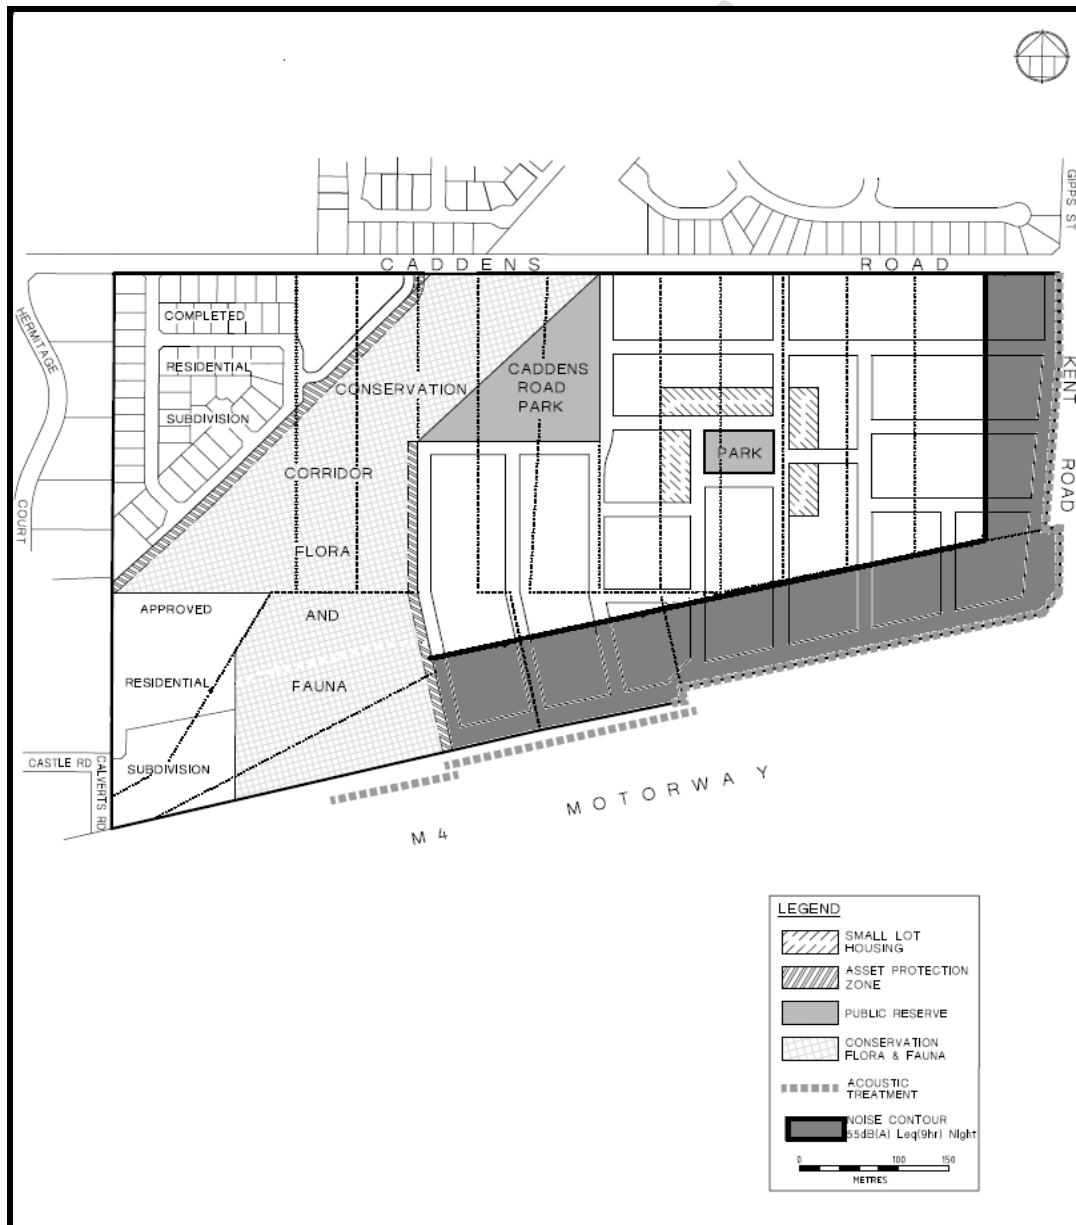 GIPPS ST
CADDENS ROAD
HERMITAGE
COURT
COMPLETED
RESIDENTIAL
SUBDIVISION
CONSERVATION
CORRIDOR
FLORA
AND
FAUNA
CADDENS
ROAD
PARK
PARK
KENT
ROAD
APPROVED
RESIDENTIAL
SUBDIVISION
CASTLE RD
CALVERTS RD
M4 MOTORWAY
LEGEND
SMALL LOT
HOUSING
ASSET PROTECTION
ZONE
PUBLIC RESERVE
CONSERVATION
FLORA & FAUNA
ACOUSTIC
TREATMENT
NOISE CONTOUR
55dB(A) Leq(9hr) Night
0 100 150
METRES